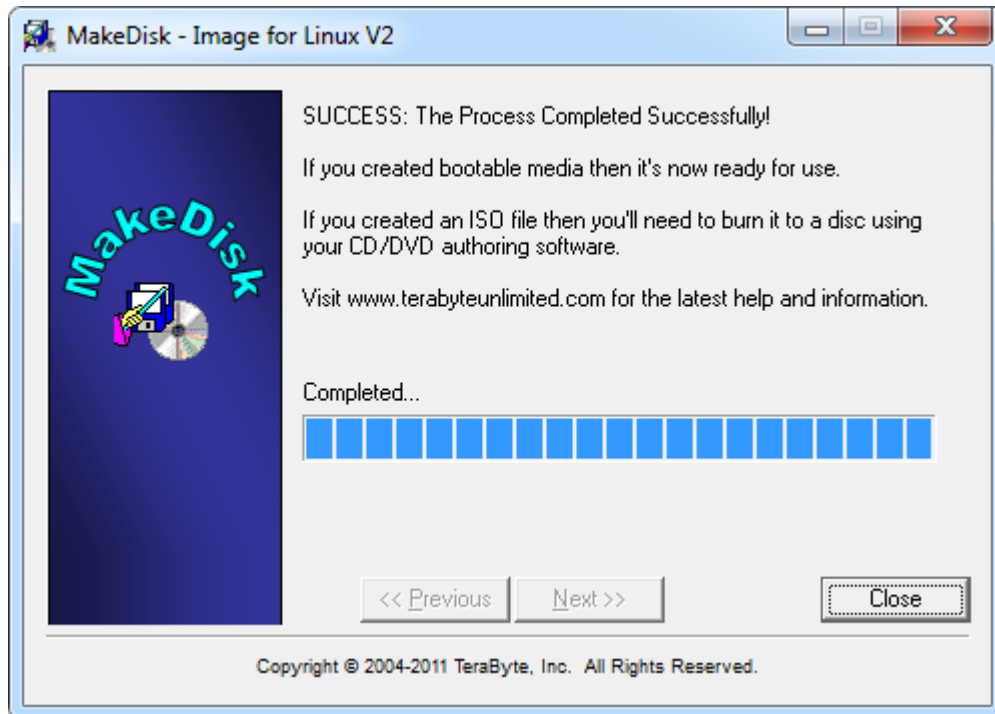 MakeDisk - Image for Linux V2
SUCCESS: The Process Completed Successfully!
If you created bootable media then it's now ready for use.
If you created an ISO file then you'll need to burn it to a disc using
your CD/DVD authoring software.
Visit www.terabyteunlimited.com for the latest help and information.
MakeDisk
Completed...
<< Previous
Next >>
Close
Copyright © 2004-2011 TeraByte, Inc.  All Rights Reserved.